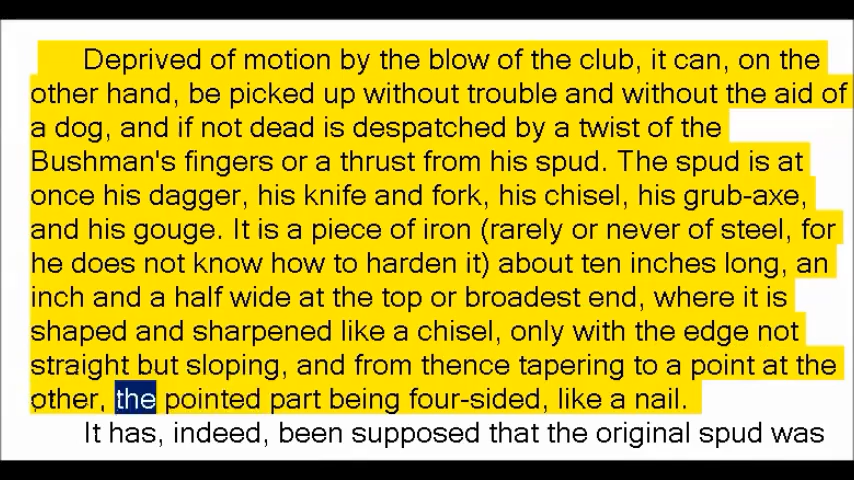 Deprived of motion by the blow of the club, it can, on the
other hand, be picked up without trouble and without the aid of
a dog, and if not dead is despatched by a twist of the
Bushman's fingers or a thrust from his spud. The spud is at
once his dagger, his knife and fork, his chisel, his grub-axe,
and his gouge. It is a piece of iron (rarely or never of steel, for
he does not know how to harden it) about ten inches long, an
inch and a half wide at the top or broadest end, where it is
shaped and sharpened like a chisel, only with the edge not
straight but sloping, and from thence tapering to a point at the
other, the pointed part being four-sided, like a nail.
It has, indeed, been supposed that the original spud was